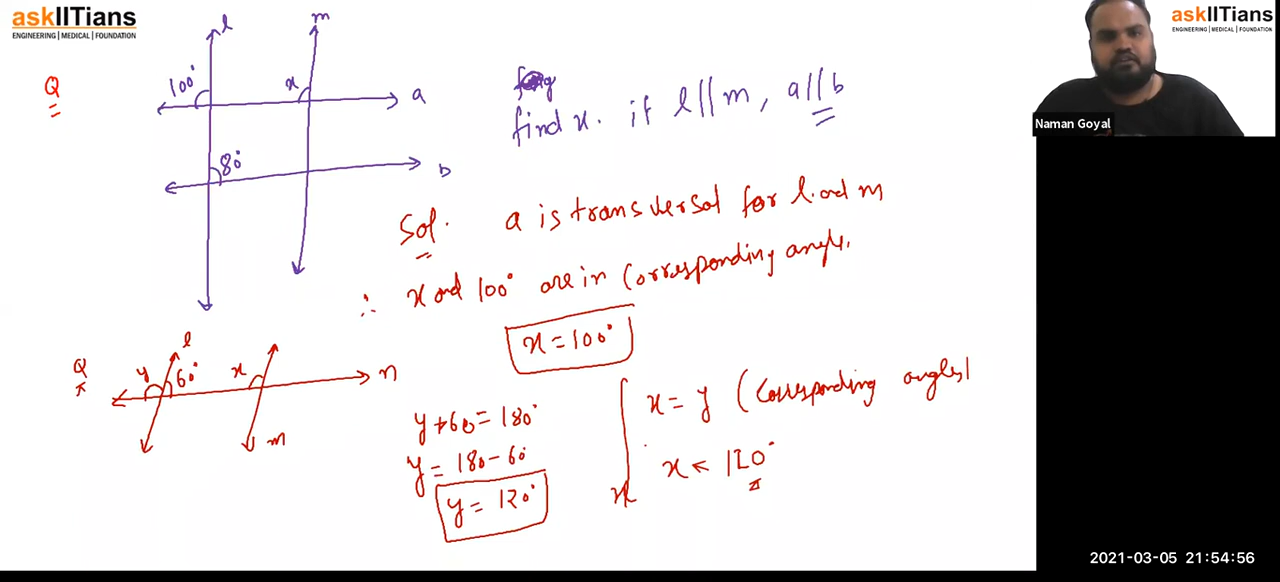 askIITians
ENGINEERING | MEDICAL | FOUNDATION
askIITians
ENGINEERING | MEDICAL | FOUNDATION
Naman Goyal
Q
l
m
100°
x
a
80°
b
find x. if l||m, a||b
Sol. a is transversal for l and m
∴ x and 100° are in corresponding angle.
x = 100°
Q
l
y
60°
x
n
m
y+60=180°
y = 180-60
y = 120°
x = y (corresponding angles)
x = 120°
x
2021-03-05 21:54:56